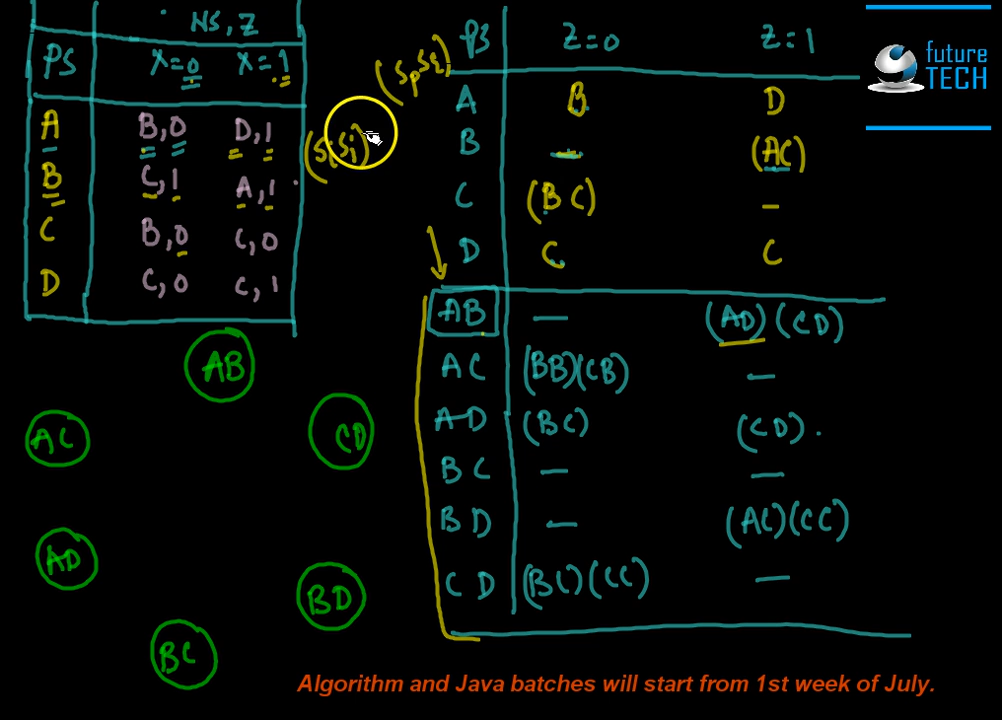 NS, Z
PS X=0 X=1
A B,0 D,1
B C,1 A,1
C B,0 C,0
D C,0 C,1
(SpSq)
(SiSi)
PS Z=0 Z=1
A B D
B — (AC)
C (BC) –
D C C
AB — (AD)(CD)
AC (BB)(CB) —
AD (BC) (CD).
BC — —
BD — (AC)(CC)
CD (BC)(CC) —
future
TECH
AB
AC
CD
AD
BD
BC
Algorithm and Java batches will start from 1st week of July.